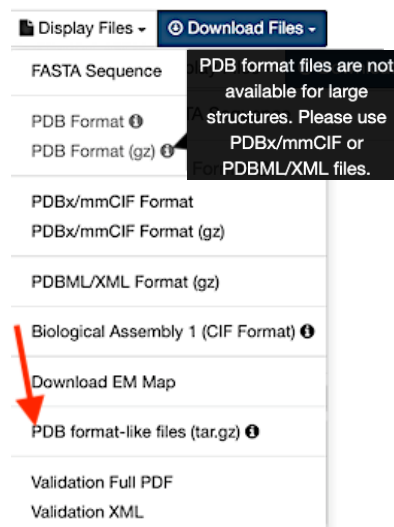 Display Files Download Files
FASTA Sequence
PDB format files are not
available for large
structures. Please use
PDBx/mmCIF or
PDBML/XML files.
PDB Format
PDB Format (gz)
PDBx/mmCIF Format
PDBx/mmCIF Format (gz)
PDBML/XML Format (gz)
Biological Assembly 1 (CIF Format)
Download EM Map
PDB format-like files (tar.gz)
Validation Full PDF
Validation XML